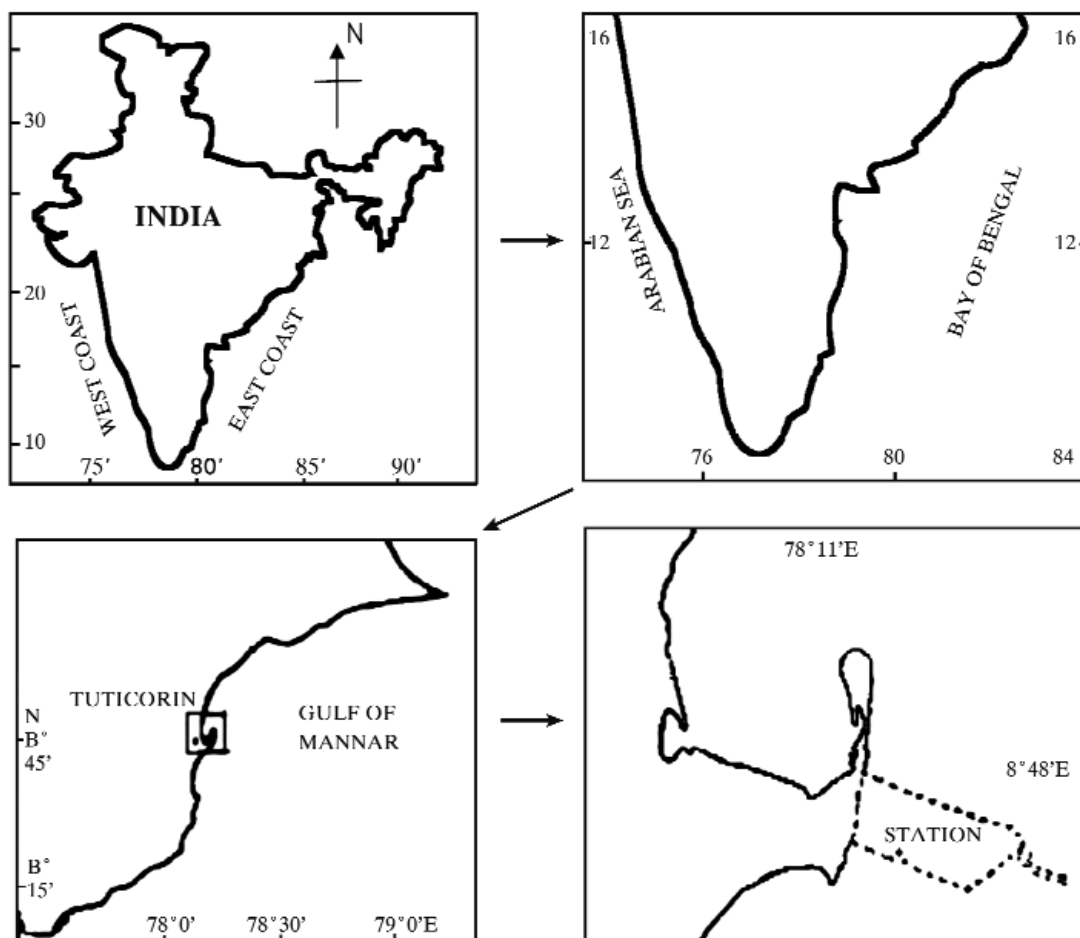 N
30
INDIA
20
WEST COAST
EAST COAST
10
75'
80'
85'
90'
16
16
ARABIAN SEA
12
12
BAY OF BENGAL
76
80
84
TUTICORIN
N
B°
45'
GULF OF
MANNAR
B°
15'
78°0'
78°30'
79°0'E
78°11'E
8°48'E
STATION